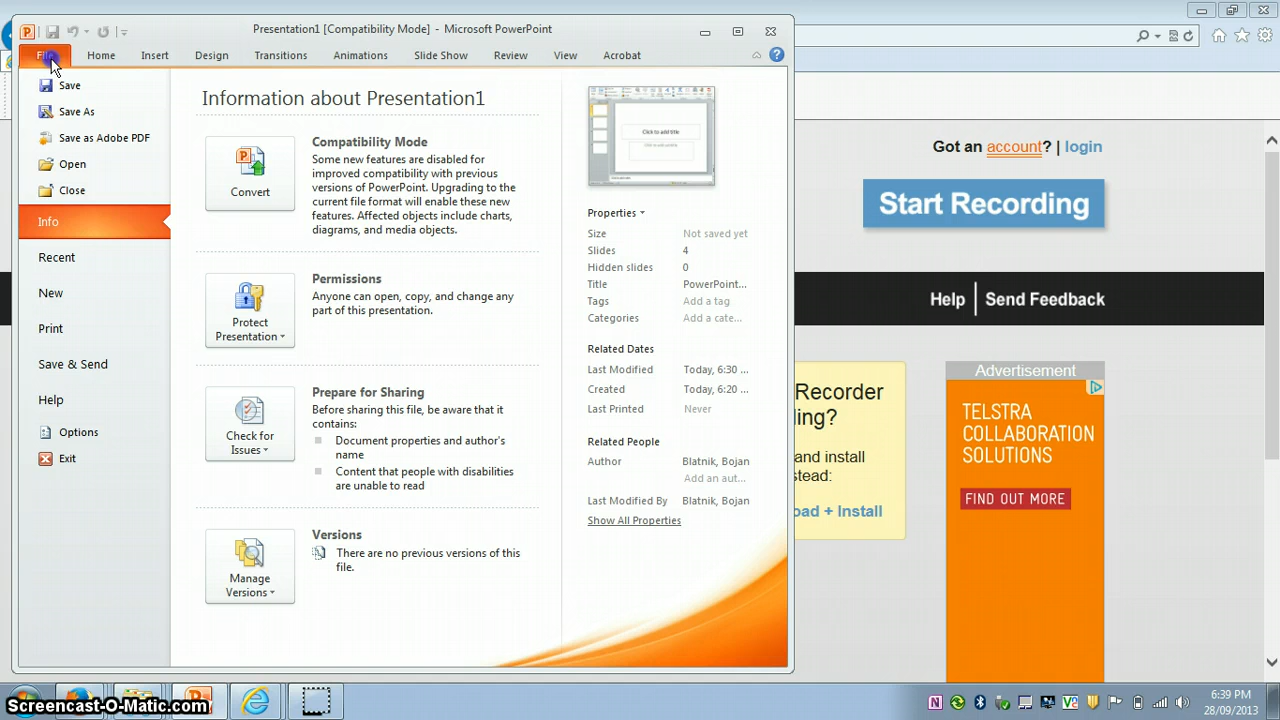 Presentation1 [Compatibility Mode] - Microsoft PowerPoint
Home Insert Design Transitions Animations Slide Show Review View Acrobat
Save
Save As
Save as Adobe PDF
Open
Close
Info
Recent
New
Print
Save & Send
Help
Options
Exit
Information about Presentation1
Convert
Compatibility Mode
Some new features are disabled for
improved compatibility with previous
versions of PowerPoint. Upgrading to the
current file format will enable these new
features. Affected objects include charts,
diagrams, and media objects.
Protect
Presentation
Permissions
Anyone can open, copy, and change any
part of this presentation.
Check for
Issues
Prepare for Sharing
Before sharing this file, be aware that it
contains:
Document properties and author's
name
Content that people with disabilities
are unable to read
Manage
Versions
Versions
There are no previous versions of this
file.
Click to add title
Click to add subtitle
Properties
Size Not saved yet
Slides 4
Hidden slides 0
Title PowerPoint...
Tags Add a tag
Categories Add a cate...
Related Dates
Last Modified Today, 6:30 ...
Created Today, 6:20 ...
Last Printed Never
Related People
Author Blatnik, Bojan
Add an aut...
Last Modified By Blatnik, Bojan
Show All Properties
Got an account? | login
Start Recording
Help | Send Feedback
Recorder
ling?
and install
stead:
oad + Install
Advertisement
TELSTRA
COLLABORATION
SOLUTIONS
FIND OUT MORE
Screencast-O-Matic.com
6:39 PM
28/09/2013